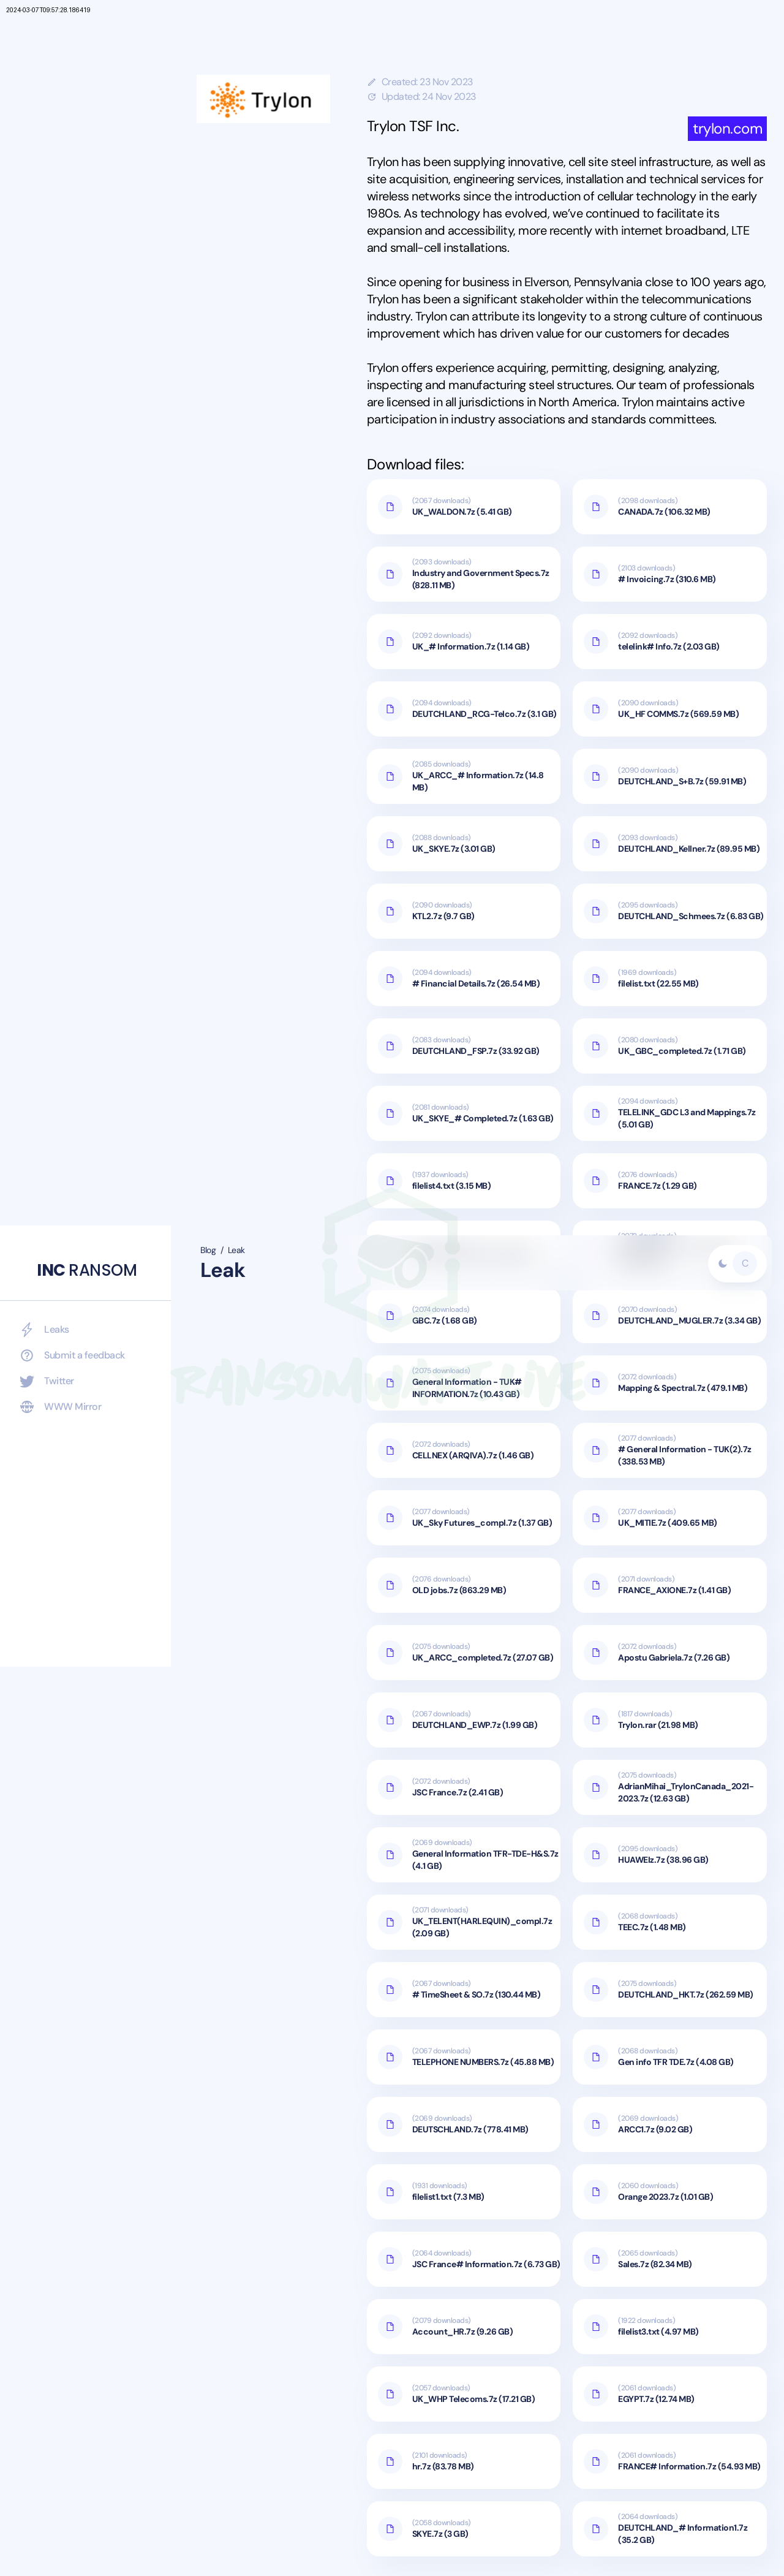 2024-03-07T09:57:28.186419
Trylon
Created: 23 Nov 2023
Updated: 24 Nov 2023
Trylon TSF Inc.
trylon.com
Trylon has been supplying innovative, cell site steel infrastructure, as well as
site acquisition, engineering services, installation and technical services for
wireless networks since the introduction of cellular technology in the early
1980s. As technology has evolved, we've continued to facilitate its
expansion and accessibility, more recently with internet broadband, LTE
and small-cell installations.
Since opening for business in Elverson, Pennsylvania close to 100 years ago,
Trylon has been a significant stakeholder within the telecommunications
industry. Trylon can attribute its longevity to a strong culture of continuous
improvement which has driven value for our customers for decades
Trylon offers experience acquiring, permitting, designing, analyzing,
inspecting and manufacturing steel structures. Our team of professionals
are licensed in all jurisdictions in North America. Trylon maintains active
participation in industry associations and standards committees.
Download files:
(2067 downloads)
UK_WALDON.7z (5.41 GB)
(2098 downloads)
CANADA.7z (106.32 MB)
(2093 downloads)
Industry and Government Specs.7z
(828.11 MB)
(2103 downloads)
# Invoicing.7z (310.6 MB)
(2092 downloads)
UK_# Information.7z (1.14 GB)
(2092 downloads)
telelink# Info.7z (2.03 GB)
(2094 downloads)
DEUTCHLAND_RCG-Telco.7z (3.1 GB)
(2090 downloads)
UK_HF COMMS.7z (569.59 MB)
(2085 downloads)
UK_ARCC_# Information.7z (14.8
MB)
(2090 downloads)
DEUTCHLAND_S+B.7z (59.91 MB)
(2088 downloads)
UK_SKYE.7z (3.01 GB)
(2093 downloads)
DEUTCHLAND_Kellner.7z (89.95 MB)
(2090 downloads)
KTL2.7z (9.7 GB)
(2095 downloads)
DEUTCHLAND_Schmees.7z (6.83 GB)
(2094 downloads)
# Financial Details.7z (26.54 MB)
(1969 downloads)
filelist.txt (22.55 MB)
(2083 downloads)
DEUTCHLAND_FSP.7z (33.92 GB)
(2080 downloads)
UK_GBC_completed.7z (1.71 GB)
(2081 downloads)
UK_SKYE_# Completed.7z (1.63 GB)
(2094 downloads)
TELELINK_GDC L3 and Mappings.7z
(5.01 GB)
(1937 downloads)
filelist4.txt (3.15 MB)
(2076 downloads)
FRANCE.7z (1.29 GB)
INC RANSOM
Blog / Leak
Leak
C
Leaks
Submit a feedback
Twitter
WWW Mirror
RANSOMWARE.LIVE
(2074 downloads)
GBC.7z (1.68 GB)
(2070 downloads)
DEUTCHLAND_MUGLER.7z (3.34 GB)
(2075 downloads)
General Information - TUK#
INFORMATION.7z (10.43 GB)
(2072 downloads)
Mapping & Spectral.7z (479.1 MB)
(2072 downloads)
CELLNEX (ARQIVA).7z (1.46 GB)
(2077 downloads)
# General Information - TUK(2).7z
(338.53 MB)
(2077 downloads)
UK_Sky Futures_compl.7z (1.37 GB)
(2077 downloads)
UK_MITIE.7z (409.65 MB)
(2076 downloads)
OLD jobs.7z (863.29 MB)
(2071 downloads)
FRANCE_AXIONE.7z (1.41 GB)
(2075 downloads)
UK_ARCC_completed.7z (27.07 GB)
(2072 downloads)
Apostu Gabriela.7z (7.26 GB)
(2067 downloads)
DEUTCHLAND_EWP.7z (1.99 GB)
(1817 downloads)
Trylon.rar (21.98 MB)
(2072 downloads)
JSC France.7z (2.41 GB)
(2075 downloads)
AdrianMihai_TrylonCanada_2021-
2023.7z (12.63 GB)
(2069 downloads)
General Information TFR-TDE-H&S.7z
(4.1 GB)
(2095 downloads)
HUAWEIz.7z (38.96 GB)
(2071 downloads)
UK_TELENT(HARLEQUIN)_compl.7z
(2.09 GB)
(2068 downloads)
TEEC.7z (1.48 MB)
(2067 downloads)
# TimeSheet & SO.7z (130.44 MB)
(2075 downloads)
DEUTCHLAND_HKT.7z (262.59 MB)
(2067 downloads)
TELEPHONE NUMBERS.7z (45.88 MB)
(2068 downloads)
Gen info TFR TDE.7z (4.08 GB)
(2069 downloads)
DEUTSCHLAND.7z (778.41 MB)
(2069 downloads)
ARCC1.7z (9.02 GB)
(1931 downloads)
filelist1.txt (7.3 MB)
(2060 downloads)
Orange 2023.7z (1.01 GB)
(2064 downloads)
JSC France# Information.7z (6.73 GB)
(2065 downloads)
Sales.7z (82.34 MB)
(2079 downloads)
Account_HR.7z (9.26 GB)
(1922 downloads)
filelist3.txt (4.97 MB)
(2057 downloads)
UK_WHP Telecoms.7z (17.21 GB)
(2061 downloads)
EGYPT.7z (12.74 MB)
(2101 downloads)
hr.7z (83.78 MB)
(2061 downloads)
FRANCE# Information.7z (54.93 MB)
(2058 downloads)
SKYE.7z (3 GB)
(2064 downloads)
DEUTCHLAND_# Information1.7z
(35.2 GB)